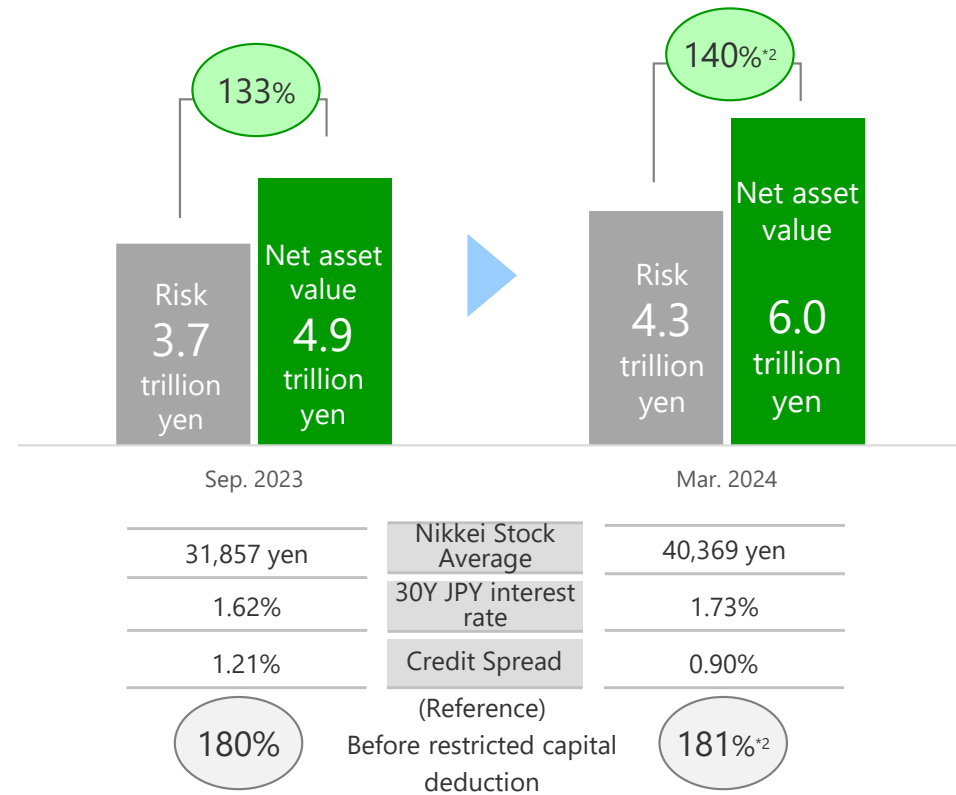 133%
140%*2
Risk
3.7
trillion
yen
Net asset
value
4.9
trillion
yen
Risk
4.3
trillion
yen
Net asset
value
6.0
trillion
yen
Sep. 2023
Mar. 2024
31,857 yen
Nikkei Stock
Average
40,369 yen
1.62%
30Y JPY interest
rate
1.73%
1.21%
Credit Spread
0.90%
180%
(Reference)
Before restricted capital
deduction
181%*2